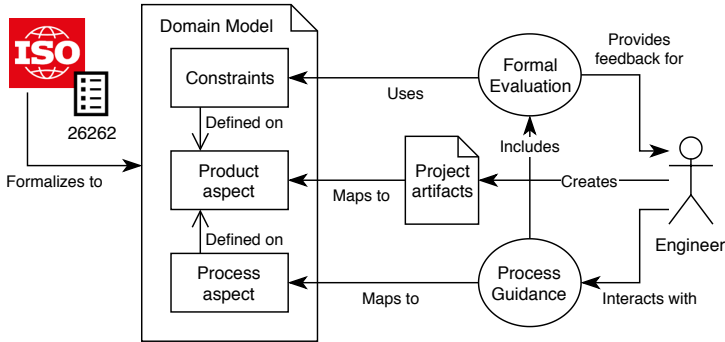 ISO
26262
Formalizes to
Domain Model
Constraints
Defined on
Product
aspect
Defined on
Process
aspect
Uses
Maps to
Maps to
Formal
Evaluation
Includes
Project
artifacts
Process
Guidance
Provides
feedback for
Creates
Engineer
Interacts with